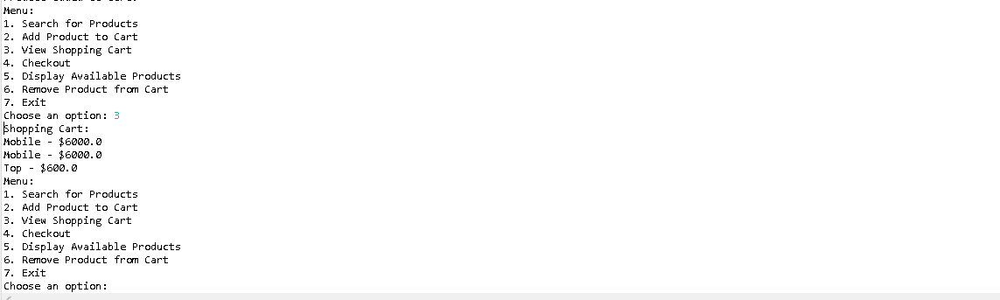 Menu:
1. Search for Products
2. Add Product to Cart
3. View Shopping Cart
4. Checkout
5. Display Available Products
6. Remove Product from Cart
7. Exit
Choose an option: 3
Shopping Cart:
Mobile - $6000.0
Mobile - $6000.0
Top - $600.0
Menu:
1. Search for Products
2. Add Product to Cart
3. View Shopping Cart
4. Checkout
5. Display Available Products
6. Remove Product from Cart
7. Exit
Choose an option: